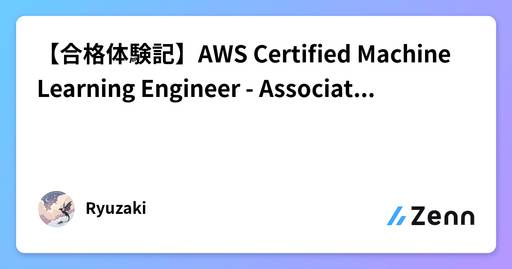 【合格体験記】AWS Certified Machine
Learning Engineer - Associat...
Ryuzaki
Zenn